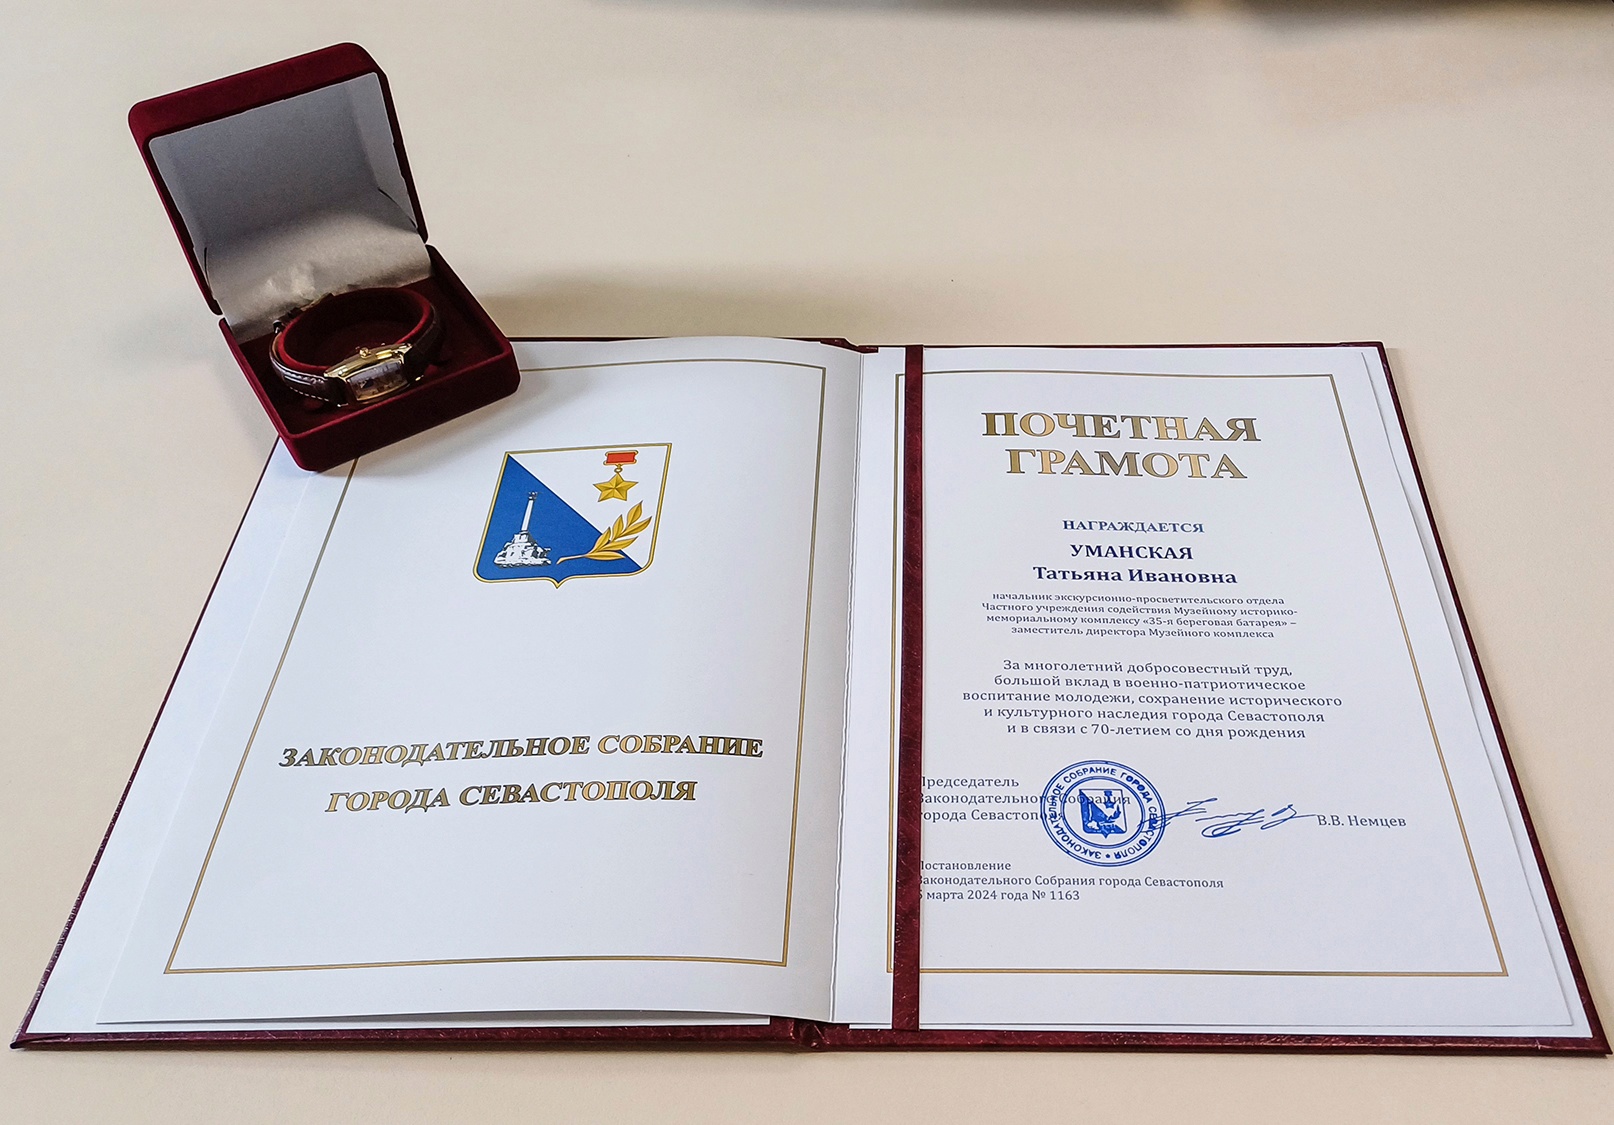 ЗАКОНОДАТЕЛЬНОЕ СОБРАНИЕ
ГОРОДА СЕВАСТОПОЛЯ
ПОЧЕТНАЯ
ГРАМОТА
НАГРАЖДАЕТСЯ
УМАНСКАЯ
Татьяна Ивановна
начальник экскурсионно-просветительского отдела
Частного учреждения содействия Музейному историко-
мемориальному комплексу «35-я береговая батарея» –
заместитель директора Музейного комплекса
За многолетний добросовестный труд,
большой вклад в военно-патриотическое
воспитание молодежи, сохранение исторического
и культурного наследия города Севастополя
и в связи с 70-летием со дня рождения
Председатель
Законодательного Собрания
города Севастополя
ЗАКОНОДАТЕЛЬНОЕ СОБРАНИЕ ГОРОДА СЕВАСТОПОЛЯ
В.В. Немцев
Постановление
Законодательного Собрания города Севастополя
марта 2024 года № 1163